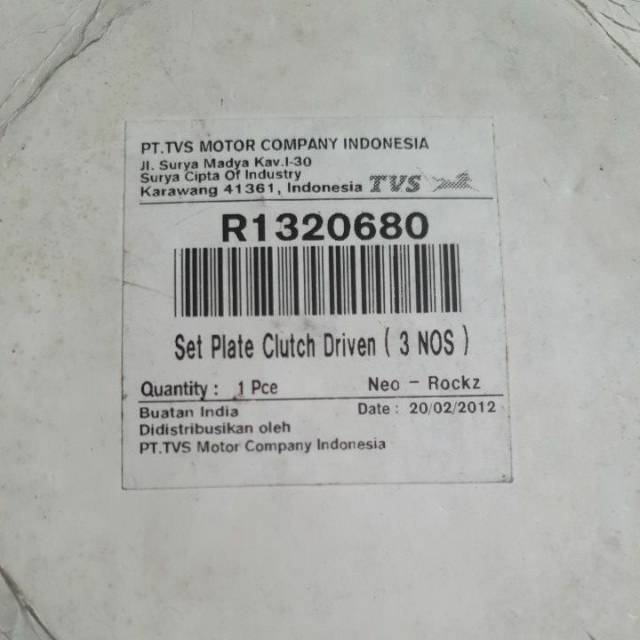 PT.TVS MOTOR COMPANY INDONESIA
Jl. Surya Madya Kav.I-30
Surya Cipta Of Industry
Karawang 41361, Indonesia TVS
R1320680
Set Plate Clutch Driven ( 3 NOS )
Quantity : 1 Pce Neo - Rockz
Buatan India Date : 20/02/2012
Didistribusikan oleh
PT.TVS Motor Company Indonesia